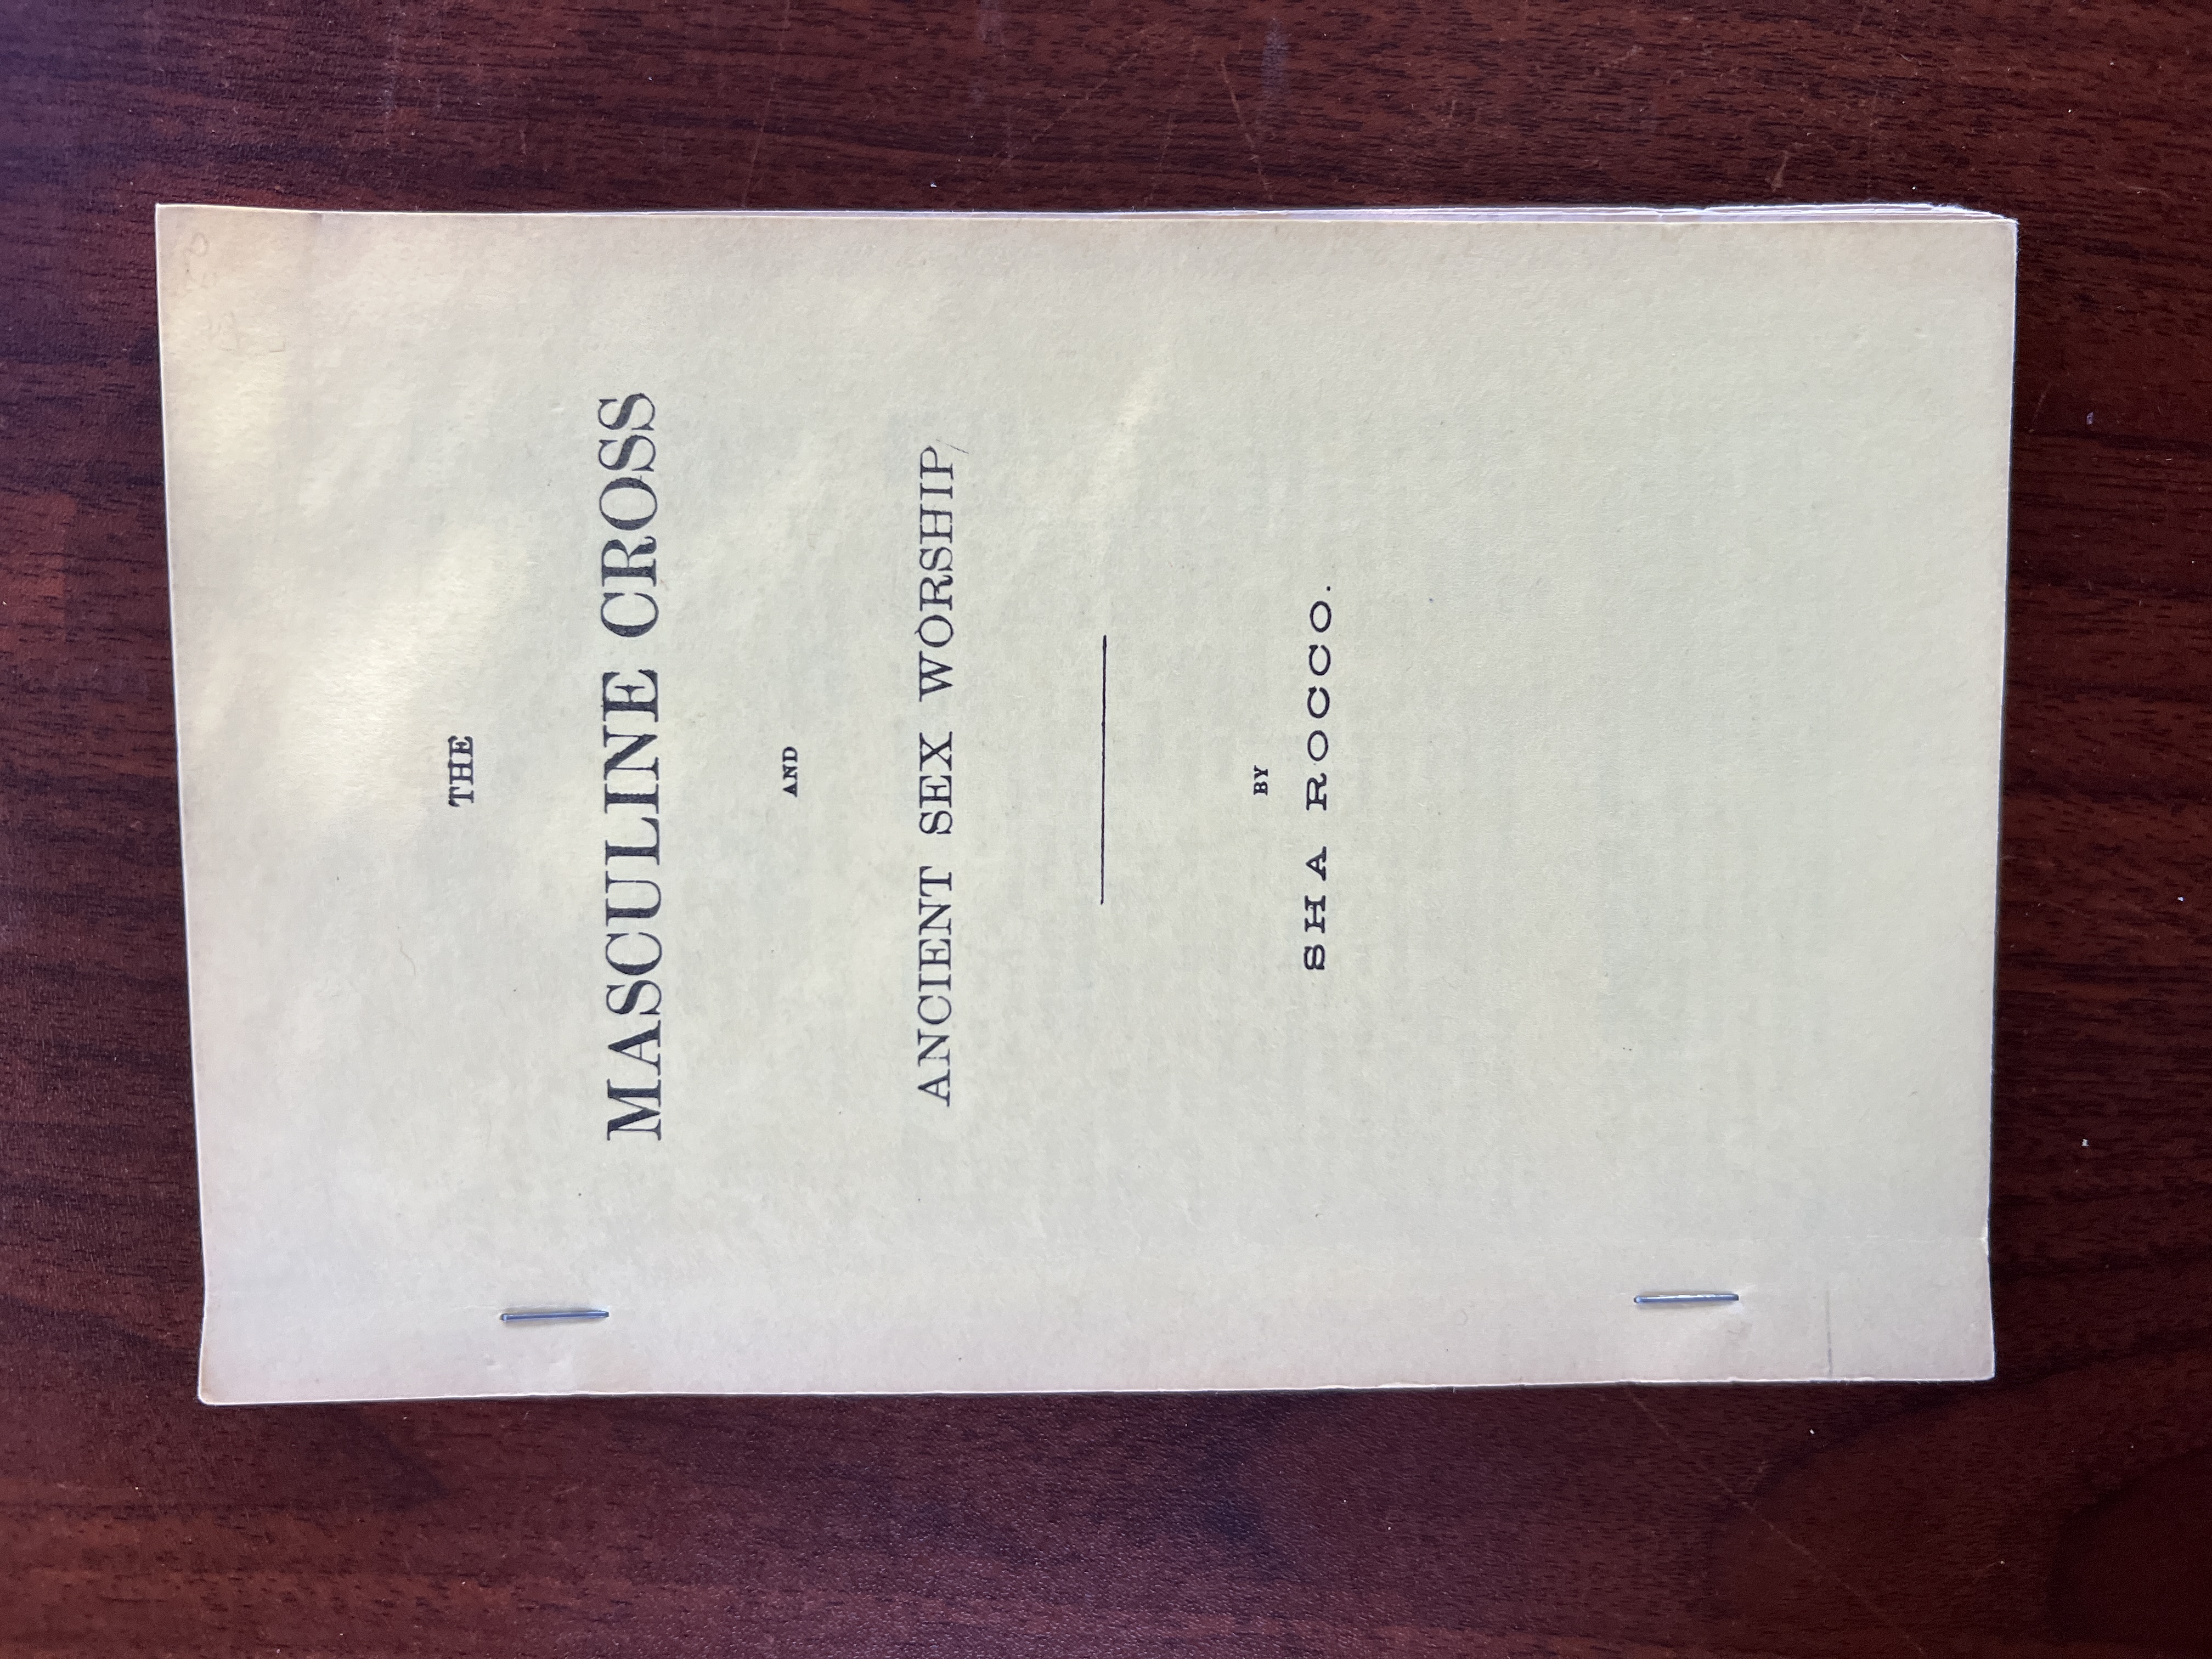 THE
MASCULINE CROSS
AND
ANCIENT SEX WORSHIP
BY
SHA ROCCO.